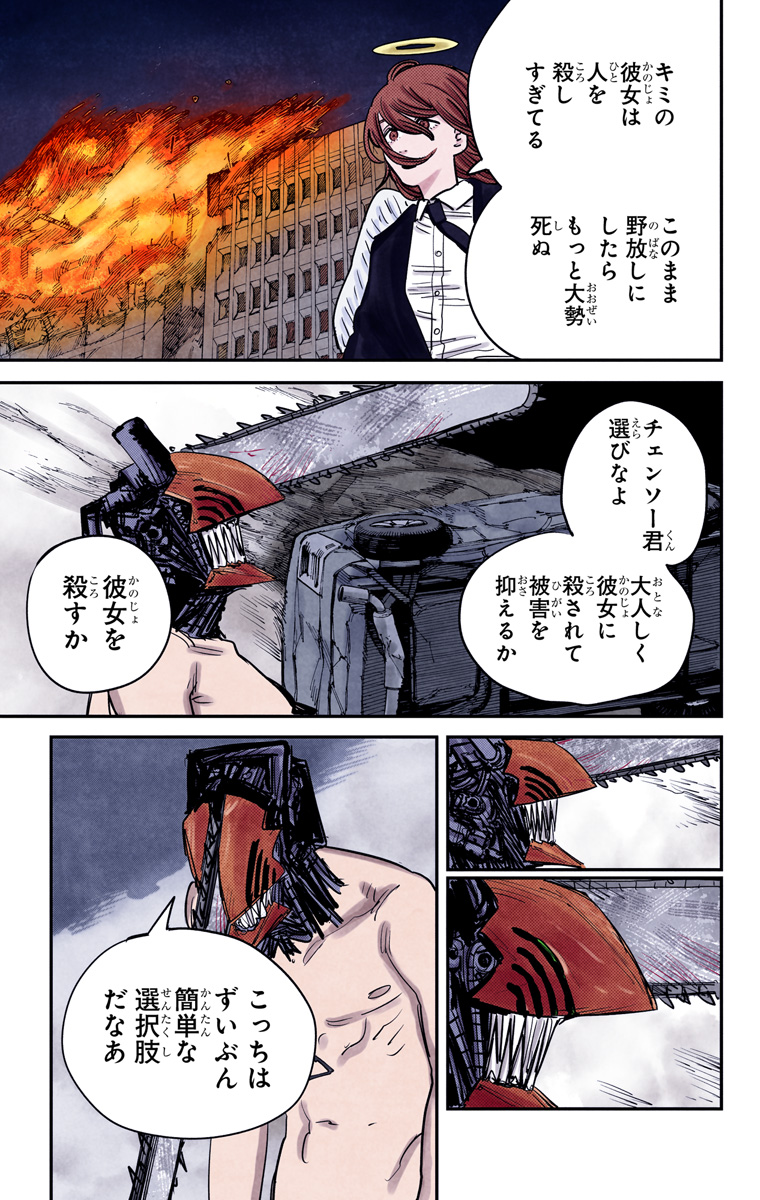 キミの
彼女は
人を
殺し
すぎてる
このまま
野放しに
したら
もっと大勢
死ぬ
チェンソー君
選びなよ
大人しく
彼女に
殺されて
被害を
抑えるか
彼女を
殺すか
こっちは
ずいぶん
簡単な
選択肢
だなあ